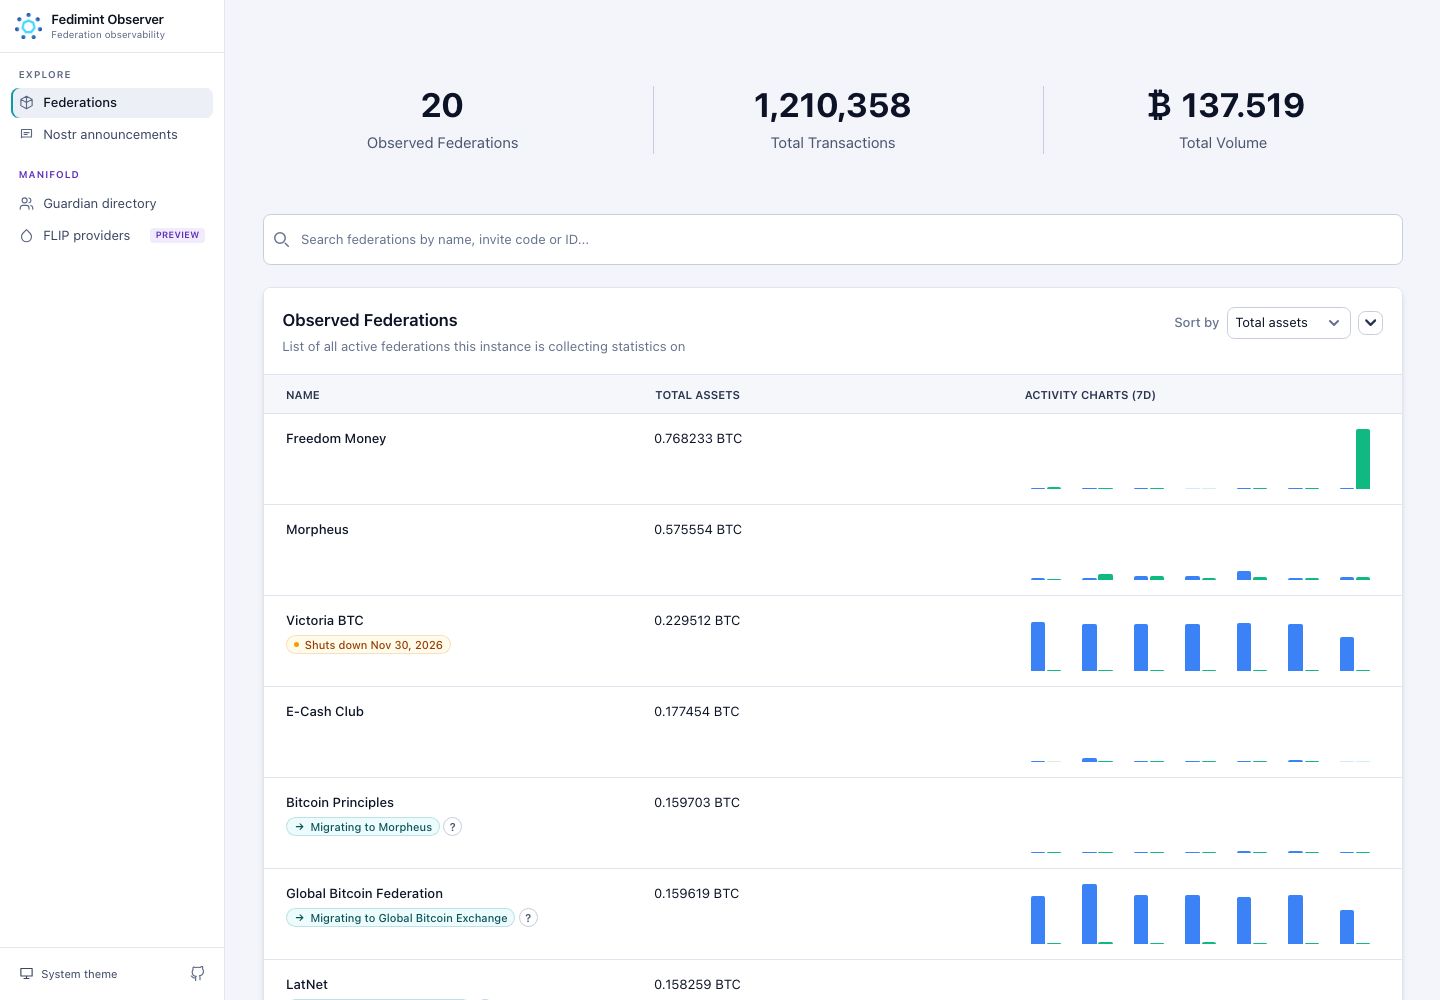 Fedimint Observer
Federation observability
EXPLORE
Federations
Nostr announcements
MANIFOLD
Guardian directory
FLIP providers PREVIEW
System theme
20
Observed Federations
1,210,358
Total Transactions
₿ 137.519
Total Volume
Search federations by name, invite code or ID...
Observed Federations
List of all active federations this instance is collecting statistics on
Sort by Total assets
NAME TOTAL ASSETS ACTIVITY CHARTS (7D)
Freedom Money 0.768233 BTC
Morpheus 0.575554 BTC
Victoria BTC 0.229512 BTC
Shuts down Nov 30, 2026
E-Cash Club 0.177454 BTC
Bitcoin Principles 0.159703 BTC
→ Migrating to Morpheus ?
Global Bitcoin Federation 0.159619 BTC
→ Migrating to Global Bitcoin Exchange ?
LatNet 0.158259 BTC